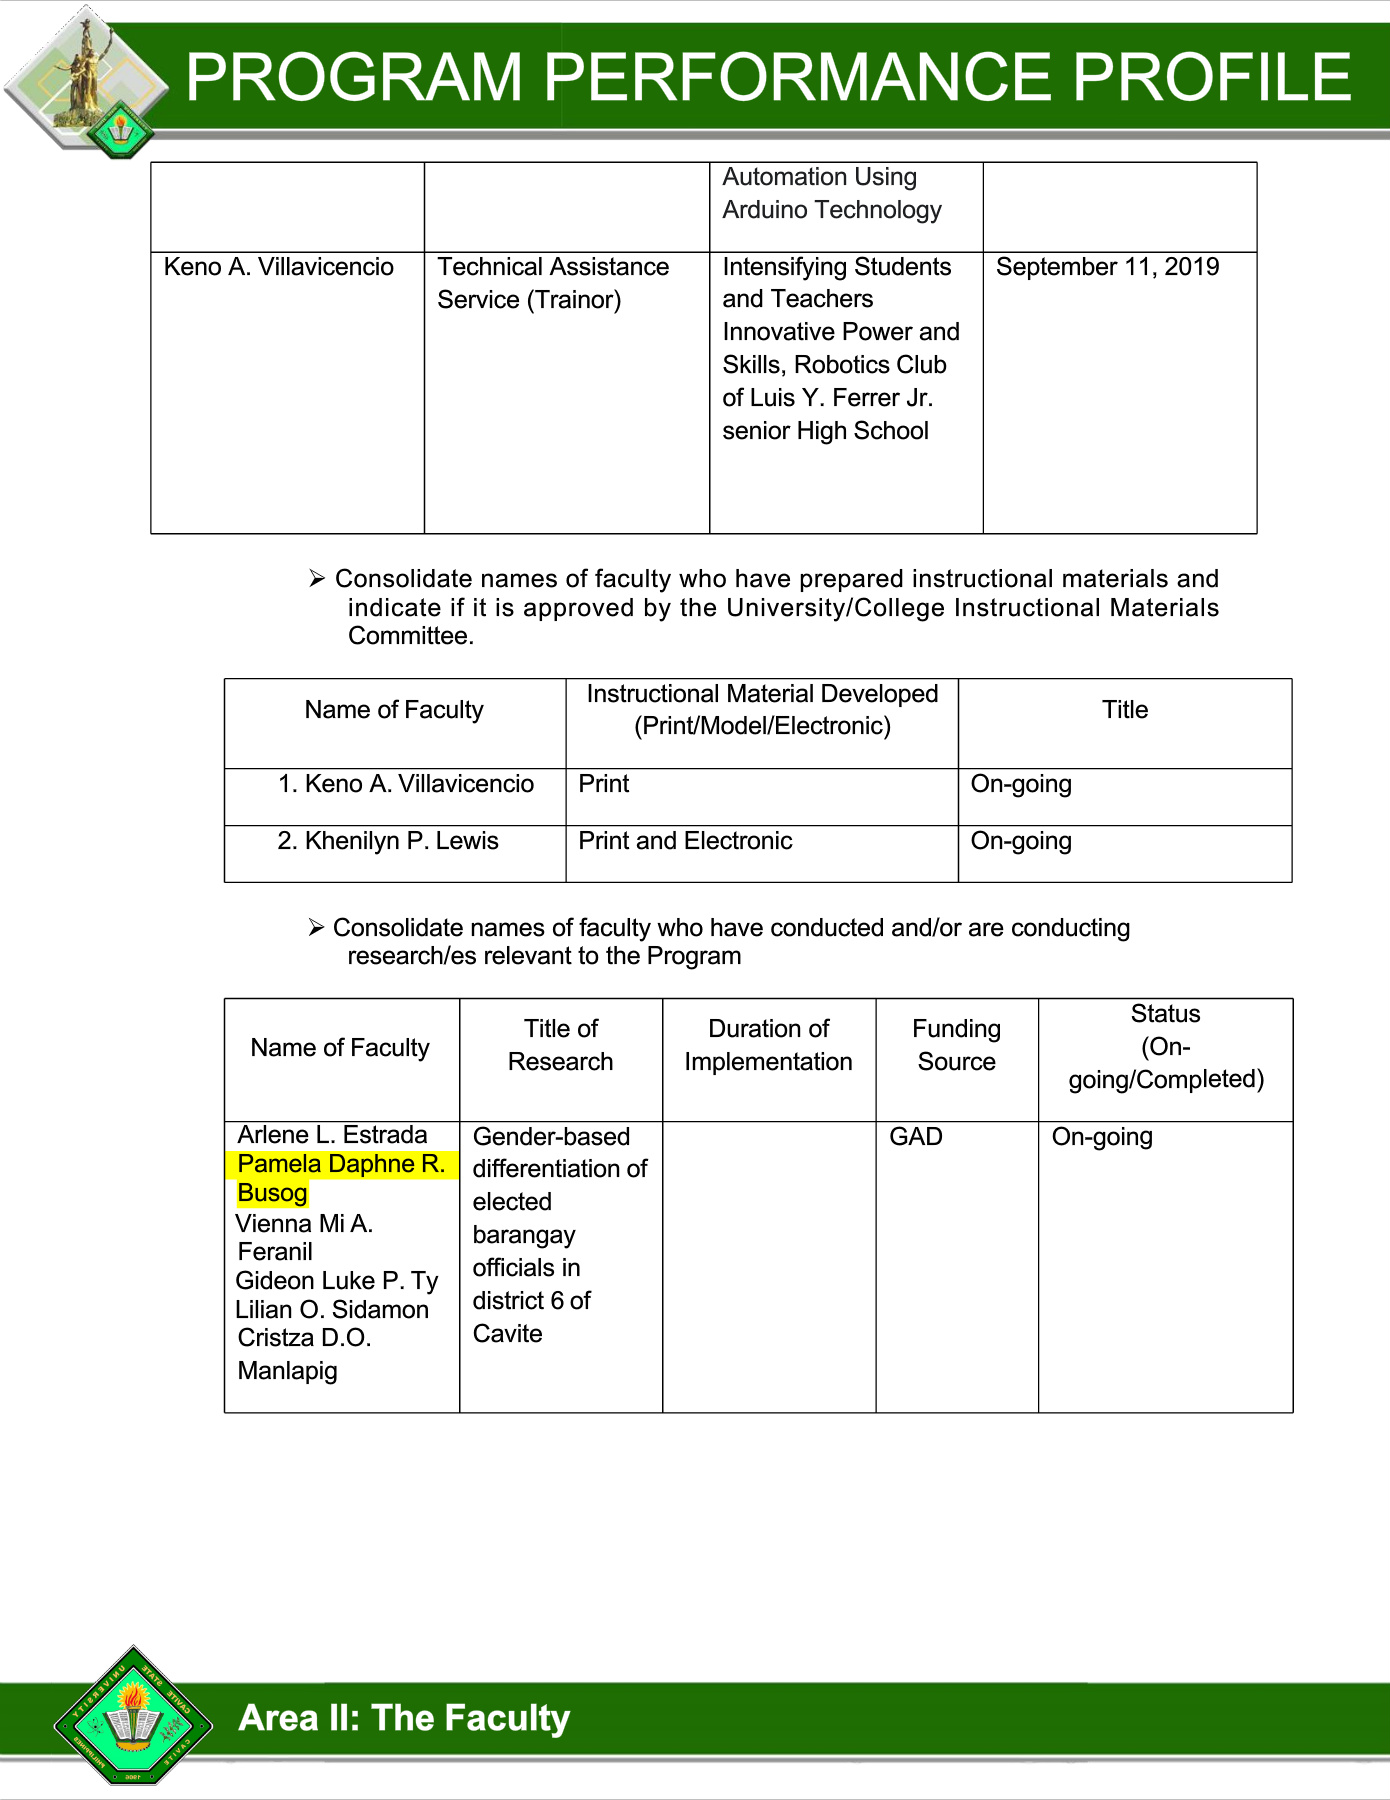 PROGRAM PERFORMANCE PROFILE
Automation Using
Arduino Technology
Keno A. Villavicencio
Technical Assistance
Service (Trainor)
Intensifying Students
and Teachers
Innovative Power and
Skills, Robotics Club
of Luis Y. Ferrer Jr.
senior High School
September 11, 2019
➢ Consolidate names of faculty who have prepared instructional materials and
indicate if it is approved by the University/College Instructional Materials
Committee.
Name of Faculty
Instructional Material Developed
(Print/Model/Electronic)
Title
1. Keno A. Villavicencio
Print
On-going
2. Khenilyn P. Lewis
Print and Electronic
On-going
➢ Consolidate names of faculty who have conducted and/or are conducting
research/es relevant to the Program
Name of Faculty
Title of
Research
Duration of
Implementation
Funding
Source
Status
(On-
going/Completed)
Arlene L. Estrada
Pamela Daphne R.
Busog
Vienna Mi A.
Feranil
Gideon Luke P. Ty
Lilian O. Sidamon
Cristza D.O.
Manlapig
Gender-based
differentiation of
elected
barangay
officials in
district 6 of
Cavite
GAD
On-going
CAVITE STATE UNIVERSITY
CAVITE
PHILIPPINES
1906
Area II: The Faculty